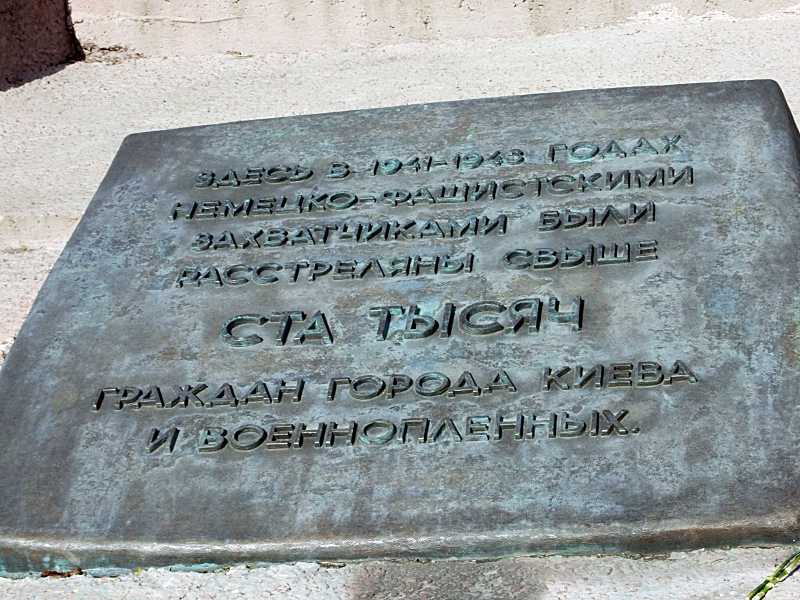 ЗДЕСЬ В 1941-1943 ГОДАХ
НЕМЕЦКО-ФАШИСТСКИМИ
ЗАХВАТЧИКАМИ БЫЛИ
РАССТРЕЛЯНЫ СВЫШЕ
СТА ТЫСЯЧ
ГРАЖДАН ГОРОДА КИЕВА
И ВОЕННОПЛЕННЫХ.